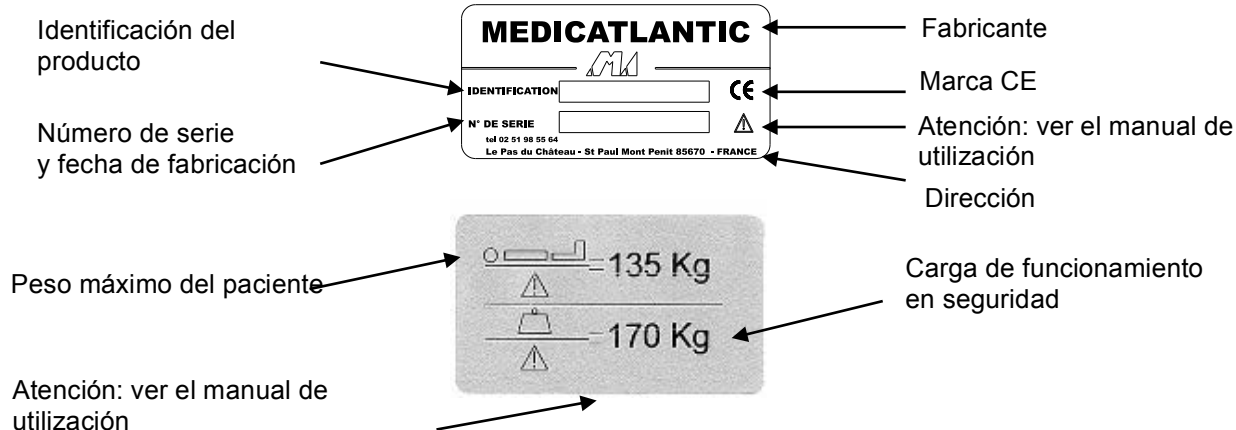 Identificación del
producto
Número de serie
y fecha de fabricación
MEDICATLANTIC
MA
IDENTIFICATION
CE
N° DE SERIE
tel 02 51 98 55 64
Le Pas du Château - St Paul Mont Penit 85670 - FRANCE
Fabricante
Marca CE
Atención: ver el manual de
utilización
Dirección
Peso máximo del paciente
135 Kg
170 Kg
Carga de funcionamiento
en seguridad
Atención: ver el manual de
utilización